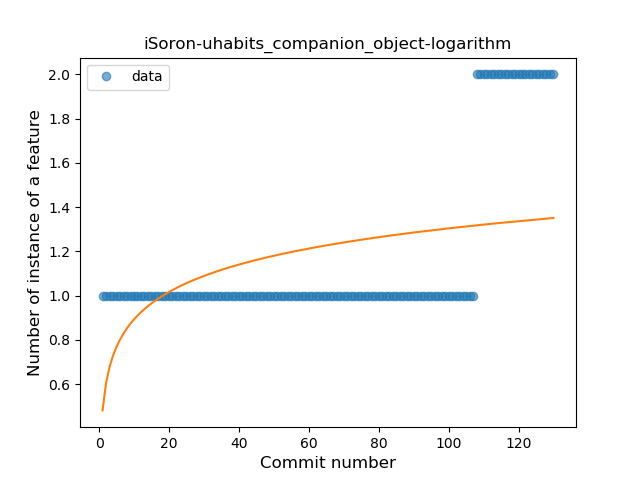 iSoron-uhabits_companion_object-logarithm
data
Number of instance of a feature
2.0
1.8
1.6
1.4
1.2
1.0
0.8
0.6
0 20 40 60 80 100 120
Commit number